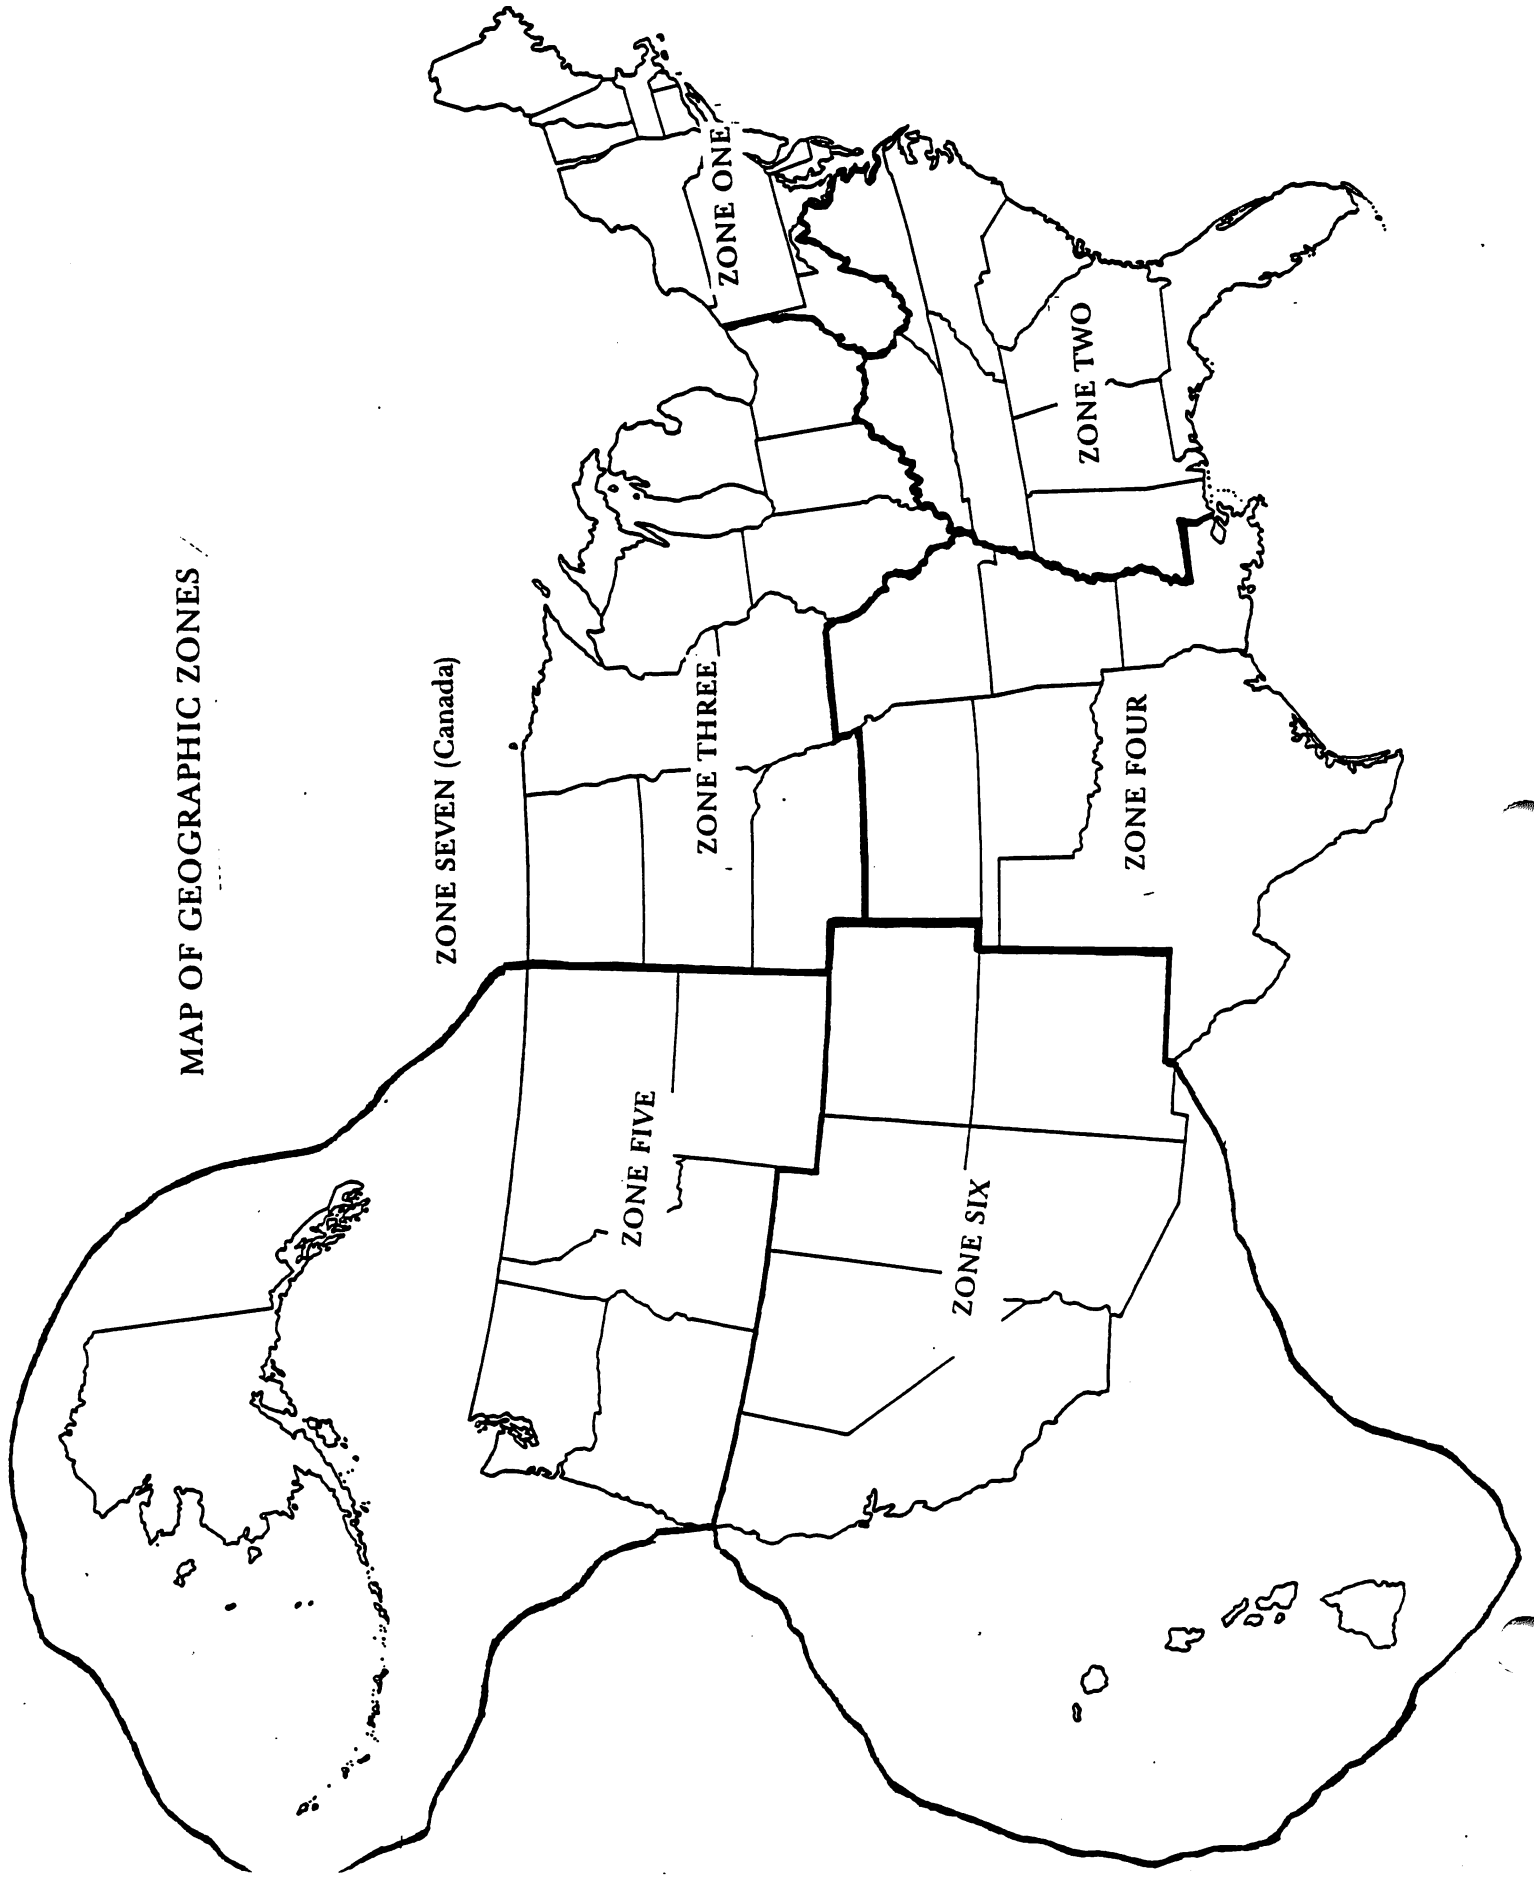 MAP OF GEOGRAPHIC ZONES
ZONE SEVEN (Canada)
ZONE FIVE
ZONE THREE
ZONE ONE
ZONE SIX
ZONE FOUR
ZONE TWO